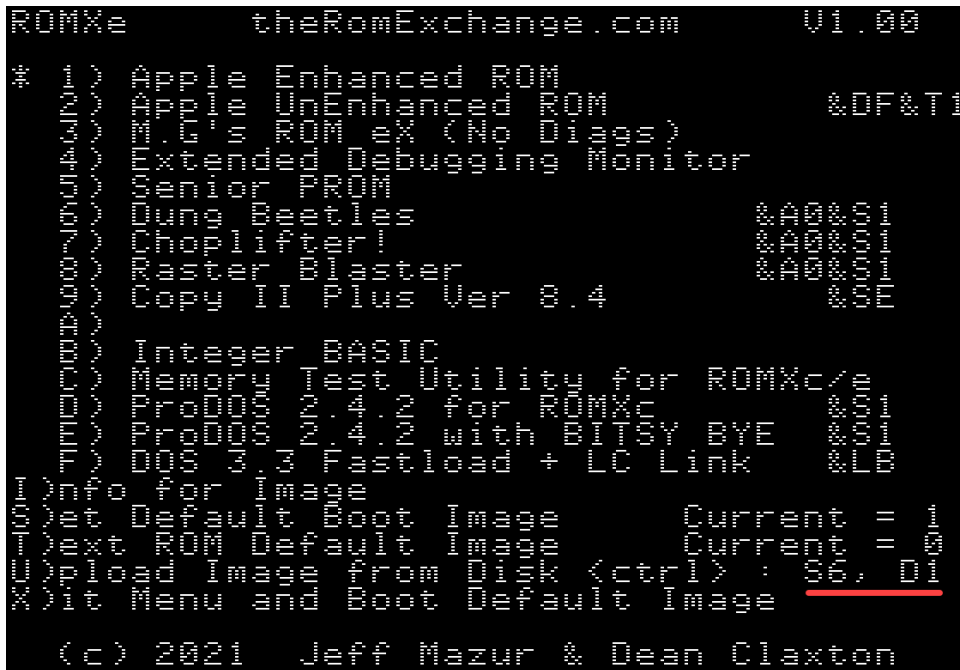 ROMXe theRomExchange.com V1.00
* 1) Apple Enhanced ROM
2) Apple UnEnhanced ROM &DF&T1
3) M.G's ROM eX (No Diags)
4) Extended Debugging Monitor
5) Senior PROM
6) Dung Beetles &A0&S1
7) Choplifter! &A0&S1
8) Raster Blaster &A0&S1
9) Copy II Plus Ver 8.4 &SE
A)
B) Integer BASIC
C) Memory Test Utility for ROMXc/e
D) ProDOS 2.4.2 for ROMXc &S1
E) ProDOS 2.4.2 with BITSY BYE &S1
F) DOS 3.3 Fastload + LC Link &LB
I)nfo for Image
S)et Default Boot Image Current = 1
T)ext ROM Default Image Current = 0
U)pload Image from Disk <ctrl> : S6, D1
X)it Menu and Boot Default Image
(c) 2021 Jeff Mazur & Dean Claxton